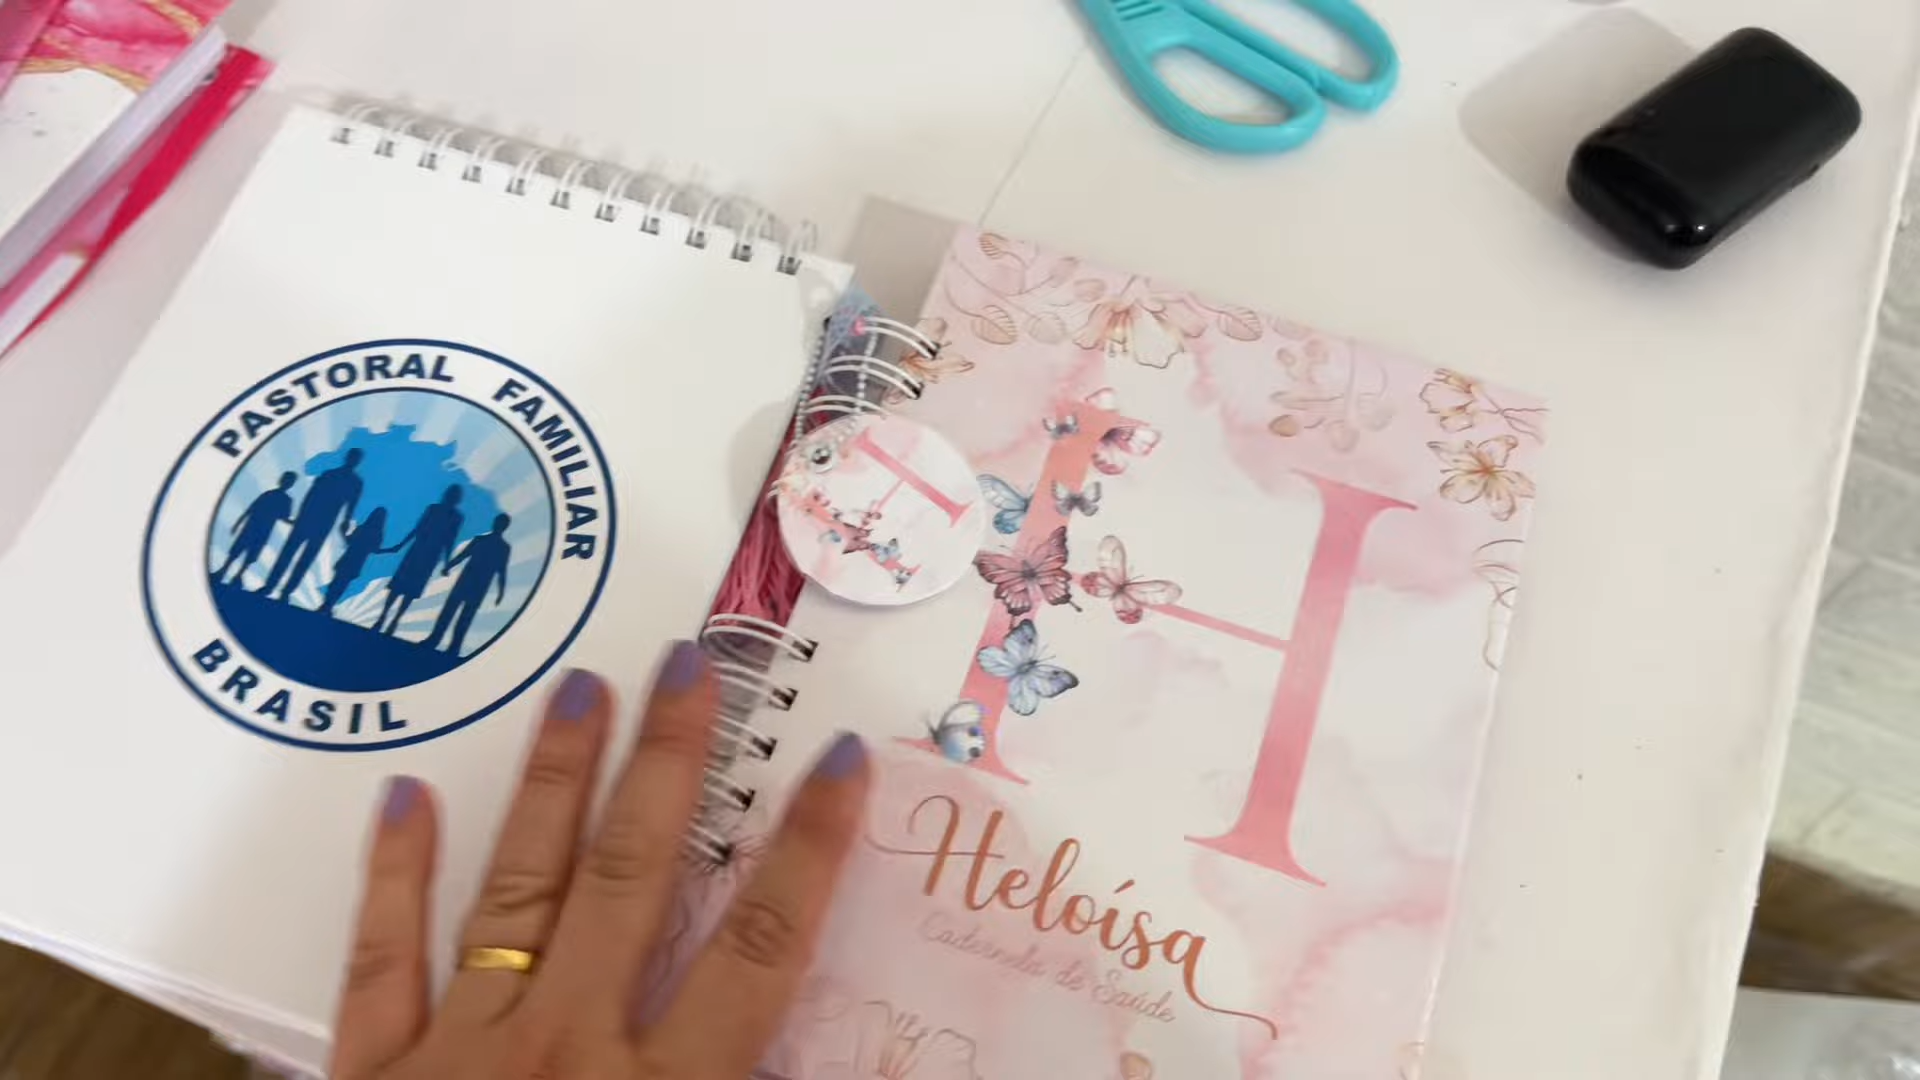 PASTORAL FAMILIAR
BRASIL
H
H
Heloísa
Caderneta de Saúde